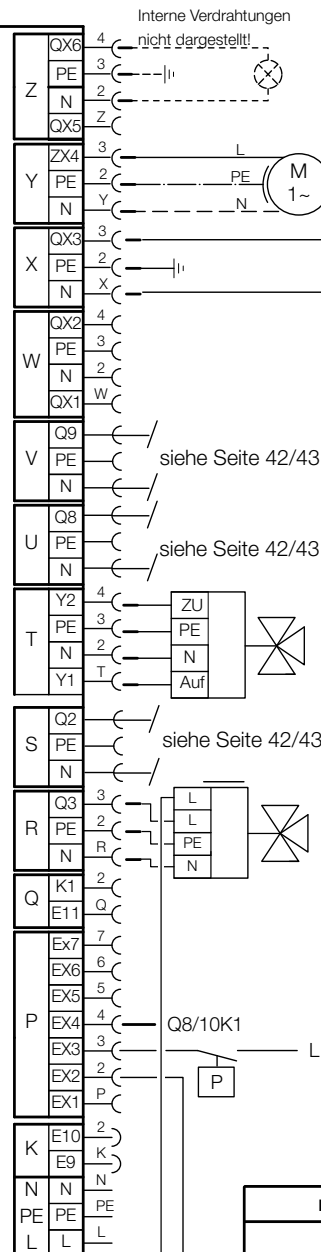 Interne Verdrahtungen
nicht dargestellt!
Z
QX6 4
PE 3
N 2
QX5 Z
Y
ZX4 3 L
PE 2 PE
N Y N
M
1~
X
QX3 3
PE 2
N X
W
QX2 4
PE 3
N 2
QX1 W
V
Q9
PE siehe Seite 42/43
N
U
Q8
PE siehe Seite 42/43
N
T
Y2 4 ZU
PE 3 PE
N 2 N
Y1 T Auf
S
Q2
PE siehe Seite 42/43
N
R
L
Q3 3 L
PE 2 PE
N R N
Q
K1 2
E11 Q
P
Ex7 7
EX6 6
EX5 5
EX4 4 Q8/10K1
EX3 3 L
EX2 2 P
EX1 P
K
E10 2
E9 K
N N N
PE PE PE
L L L